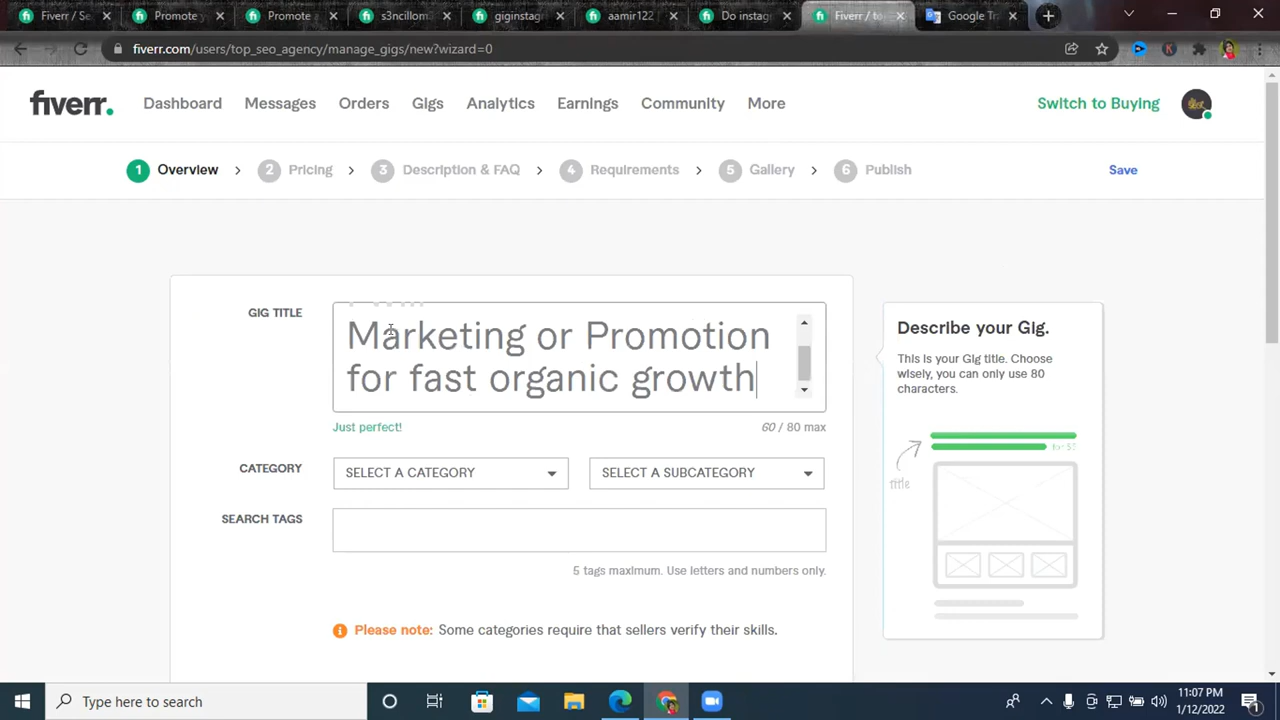 Fiverr / Se
Promote y
Promote a
s3ncillom
giginstag
aamir122
Do instag
Fiverr / to
Google Tr
fiverr.com/users/top_seo_agency/manage_gigs/new?wizard=0
K
fiverr.
Dashboard
Messages
Orders
Gigs
Analytics
Earnings
Community
More
Switch to Buying
1 Overview
2 Pricing
3 Description & FAQ
4 Requirements
5 Gallery
6 Publish
Save
GIG TITLE
Marketing or Promotion
for fast organic growth
Just perfect!
60 / 80 max
CATEGORY
SELECT A CATEGORY
SELECT A SUBCATEGORY
SEARCH TAGS
5 tags maximum. Use letters and numbers only.
Please note: Some categories require that sellers verify their skills.
Describe your Gig.
This is your Gig title. Choose
wisely, you can only use 80
characters.
title
Type here to search
11:07 PM
1/12/2022
1